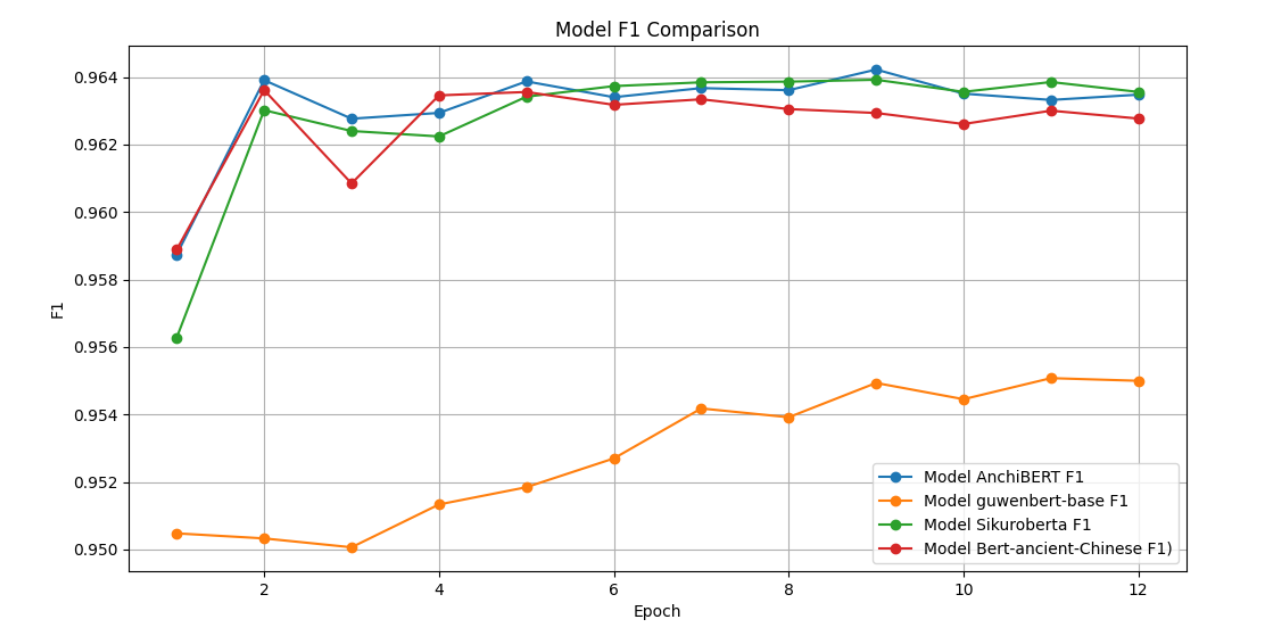 Model F1 Comparison
0.964
0.962
0.960
0.958
0.956
0.954
0.952
0.950
F1
2 4 6 8 10 12
Epoch
Model AnchiBERT F1
Model guwenbert-base F1
Model Sikuroberta F1
Model Bert-ancient-Chinese F1)